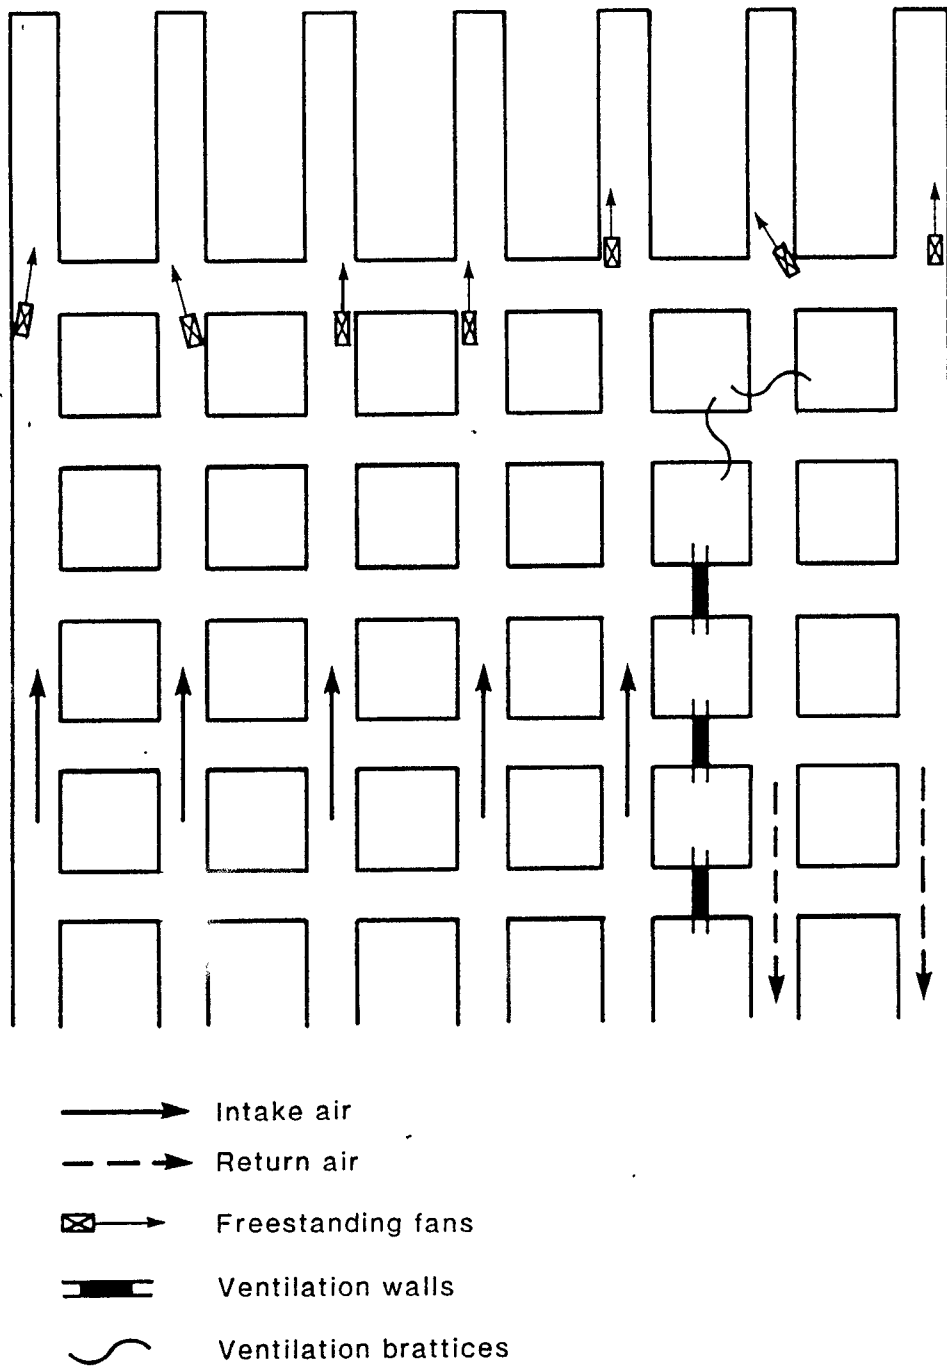 Intake air
Return air
Freestanding fans
Ventilation walls
Ventilation brattices